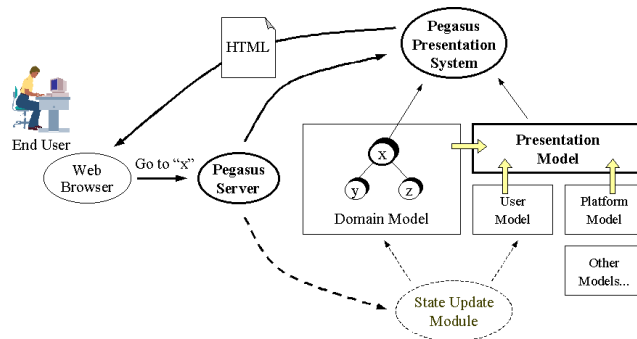 HTML
Pegasus
Presentation
System
End User
Web
Browser
Go to “x”
Pegasus
Server
x
y
z
Domain Model
Presentation
Model
User
Model
Platform
Model
Other
Models...
State Update
Module